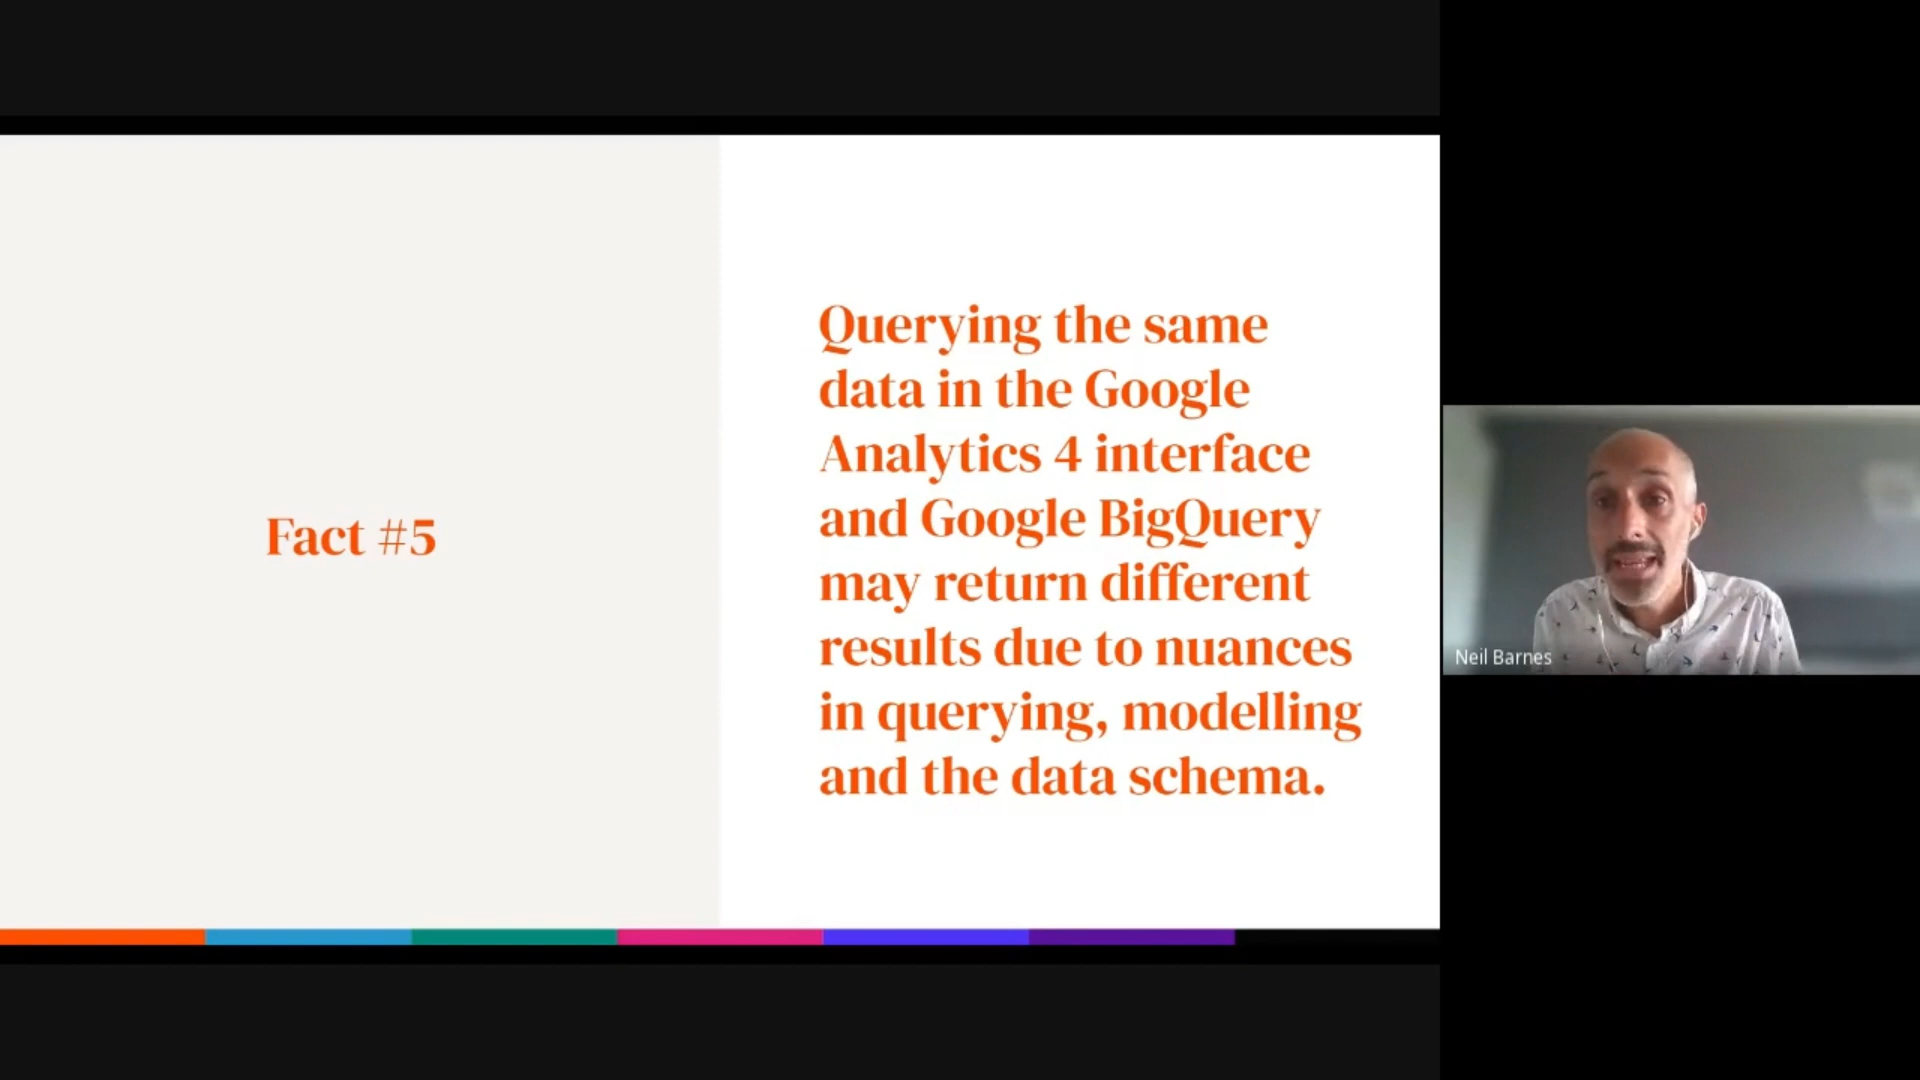 Fact #5
Querying the same
data in the Google
Analytics 4 interface
and Google BigQuery
may return different
results due to nuances
in querying, modelling
and the data schema.
Neil Barnes